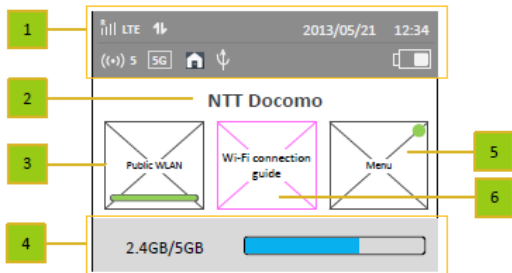 1
R LTE 2013/05/21 12:34
5 5G
2
NTT Docomo
3
Public WLAN
Wi-Fi connection
guide
Menu
5
6
4
2.4GB/5GB